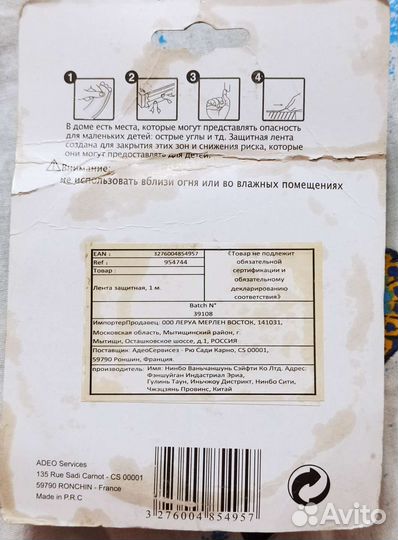 1 2 3 4
В доме есть места, которые могут представлять опасность
для маленьких детей: острые углы и тд. Защитная лента
создана для закрытия этих зон и снижения риска, которые
они могут предоставлять для детей.
Внимание:
не использовать вблизи огня или во влажных помещениях
EAN : 3276004854957
Ref : 954744
Товар :
Лента защитная, 1 м.
(Товар не подлежит
обязательной
сертификации и
обязательному
декларированию
соответствия)
Batch N°
39108
ИмпортерПродавец: ООО ЛЕРУА МЕРЛЕН ВОСТОК, 141031,
Московская область, Мытищинский район, г.
Мытищи, Осташковское шоссе, д.1, РОССИЯ
Поставщик: АдеоСервисез - Рю Сади Карно, CS 00001,
59790 Роншин, Франция.
производитель: Имя: Нинбо Ваньчаншунь Сэйфти Ко Лтд. Адрес:
Фэншуйган Индастриал Эриа,
Гулинь Таун, Иньчжоу Дистрикт, Нинбо Сити,
Чжэцзянь Провинс, Китай
ADEO Services
135 Rue Sadi Carnot - CS 00001
59790 RONCHIN - France
Made in P.R.C
3 276004 854957
Avito